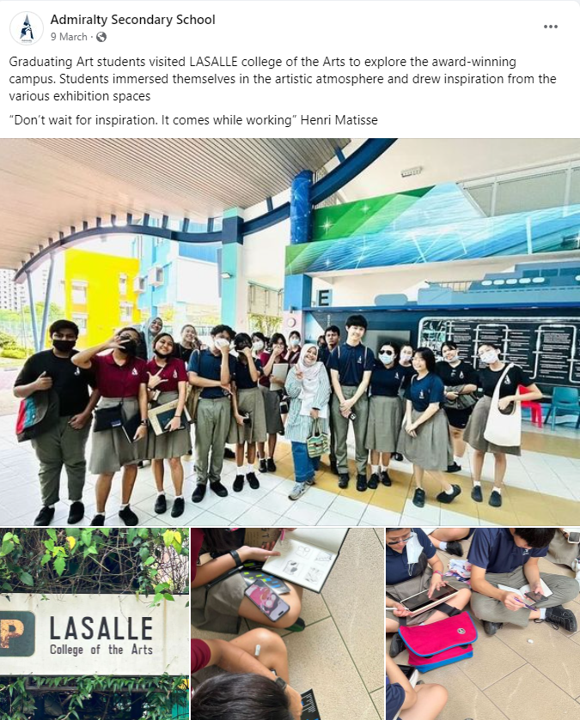 Admiralty Secondary School
9 March ·
Graduating Art students visited LASALLE college of the Arts to explore the award-winning
campus. Students immersed themselves in the artistic atmosphere and drew inspiration from the
various exhibition spaces
“Don’t wait for inspiration. It comes while working” Henri Matisse
E
P LASALLE
College of the Arts